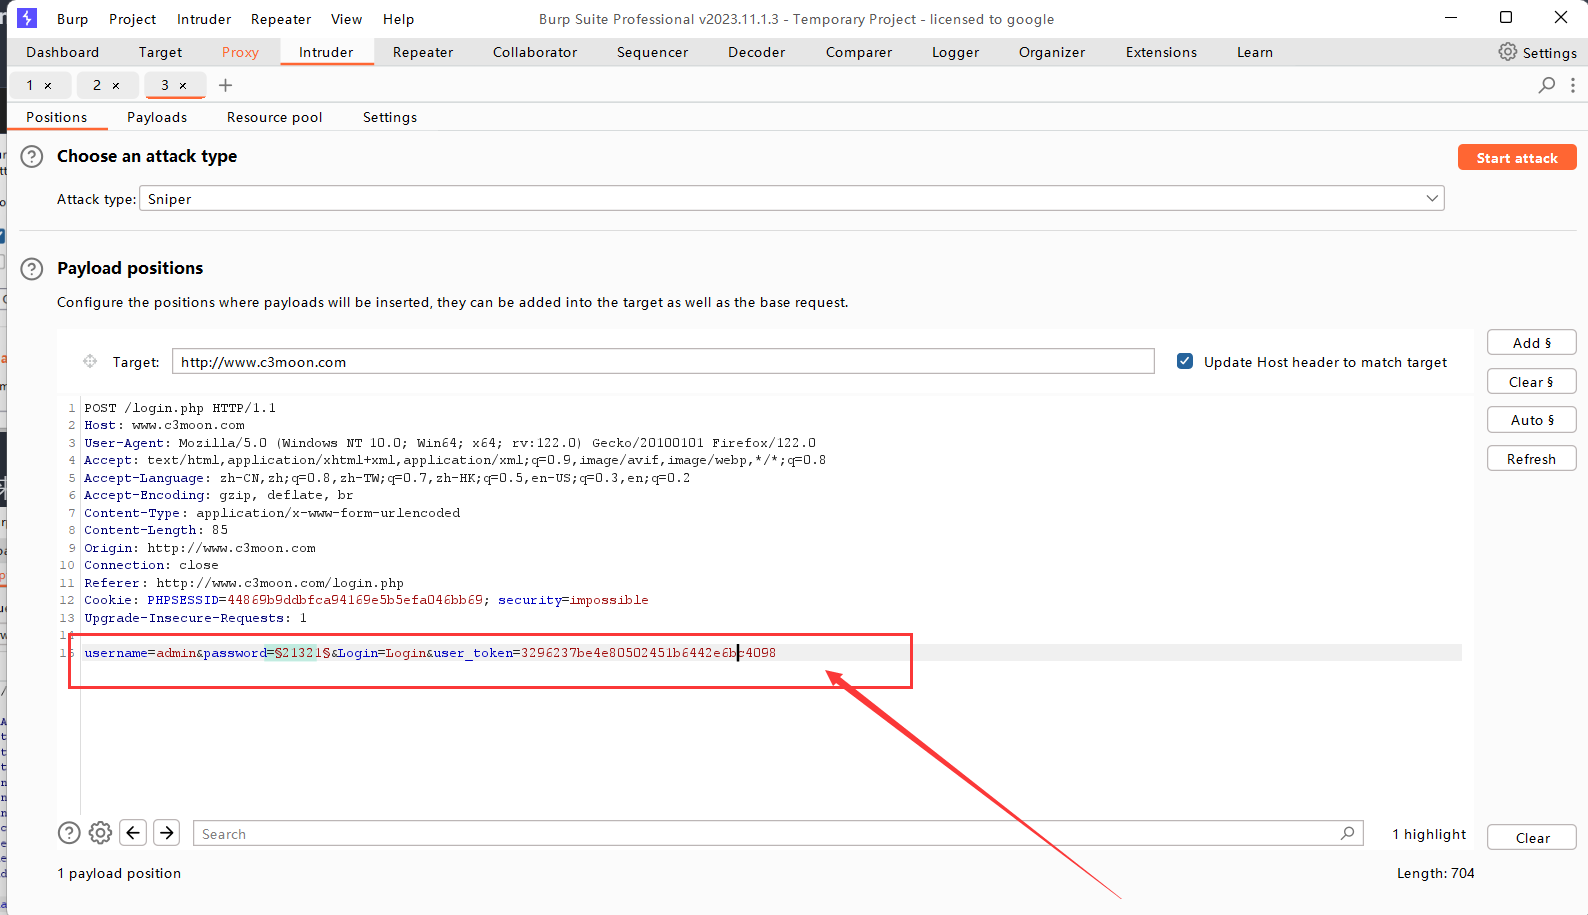 Burp Project Intruder Repeater View Help Burp Suite Professional v2023.11.1.3 - Temporary Project - licensed to google
Dashboard Target Proxy Intruder Repeater Collaborator Sequencer Decoder Comparer Logger Organizer Extensions Learn Settings
1 × 2 × 3 × +
Positions Payloads Resource pool Settings
Choose an attack type
Start attack
Attack type: Sniper
Payload positions
Configure the positions where payloads will be inserted, they can be added into the target as well as the base request.
Target: http://www.c3moon.com Update Host header to match target
Add §
Clear §
Auto §
Refresh
1 POST /login.php HTTP/1.1
2 Host: www.c3moon.com
3 User-Agent: Mozilla/5.0 (Windows NT 10.0; Win64; x64; rv:122.0) Gecko/20100101 Firefox/122.0
4 Accept: text/html,application/xhtml+xml,application/xml;q=0.9,image/avif,image/webp,*/*;q=0.8
5 Accept-Language: zh-CN,zh;q=0.8,zh-TW;q=0.7,zh-HK;q=0.5,en-US;q=0.3,en;q=0.2
6 Accept-Encoding: gzip, deflate, br
7 Content-Type: application/x-www-form-urlencoded
8 Content-Length: 85
9 Origin: http://www.c3moon.com
10 Connection: close
11 Referer: http://www.c3moon.com/login.php
12 Cookie: PHPSESSID=44869b9ddbfca94169e5b5efa046bb69; security=impossible
13 Upgrade-Insecure-Requests: 1
14
15 username=admin&password=§21321§&Login=Login&user_token=3296237be4e80502451b6442e6bc4098
Search 1 highlight Clear
1 payload position Length: 704